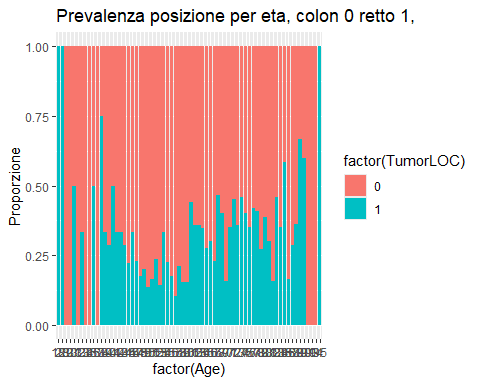 Prevalenza posizione per eta, colon 0 retto 1,
1.00
0.75
0.50
0.25
0.00
Proporzione
factor(Age)
factor(TumorLOC)
0
1